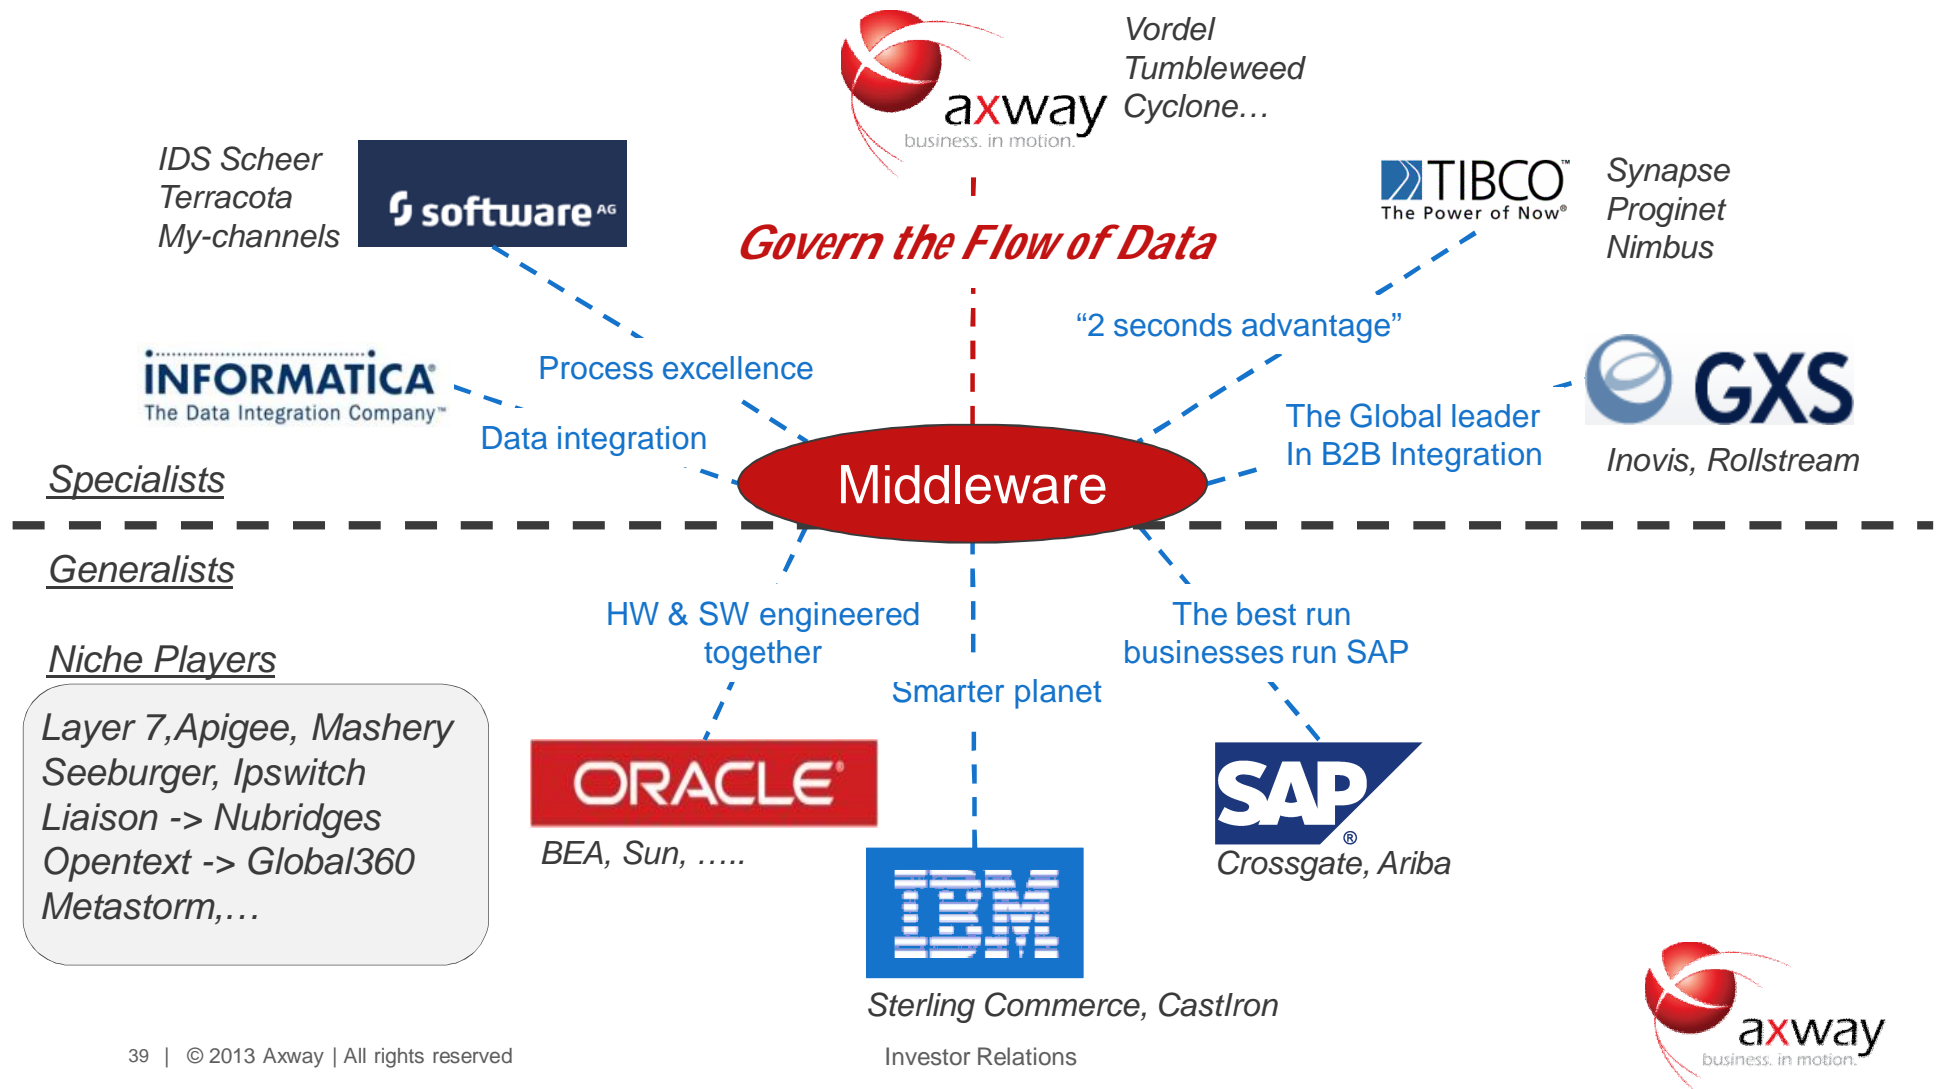 Vordel
Tumbleweed
Cyclone…
axway
business. in motion.
IDS Scheer
Terracota
My-channels
software AG
TIBCO™
The Power of Now®
Synapse
Proginet
Nimbus
Govern the Flow of Data
“2 seconds advantage”
INFORMATICA®
The Data Integration Company™
Process excellence
GXS
The Global leader
In B2B Integration
Data integration
Inovis, Rollstream
Middleware
Specialists
Generalists
HW & SW engineered
together
The best run
businesses run SAP
Niche Players
Smarter planet
Layer 7,Apigee, Mashery
Seeburger, Ipswitch
Liaison -> Nubridges
Opentext -> Global360
Metastorm,…
ORACLE®
BEA, Sun, …..
SAP®
Crossgate, Ariba
IBM
Sterling Commerce, CastIron
axway
business. in motion.
39 | © 2013 Axway | All rights reserved
Investor Relations